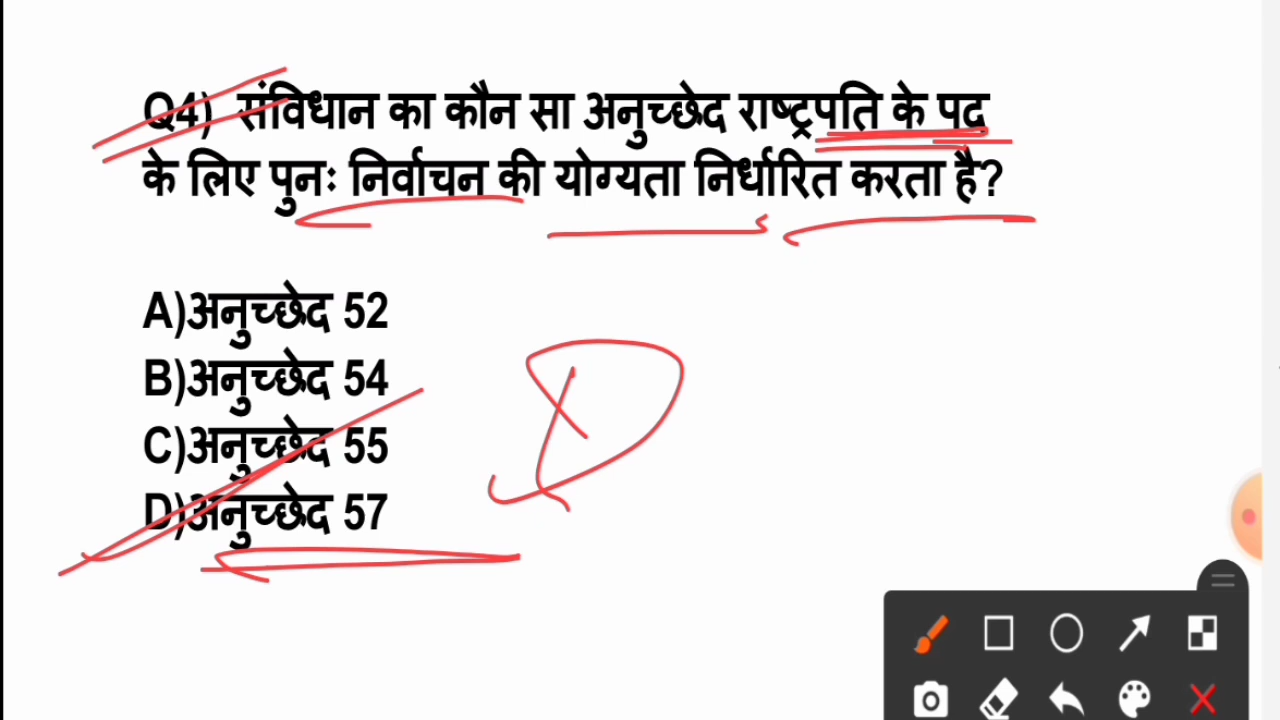 Q4) संविधान का कौन सा अनुच्छेद राष्ट्रपति के पद
के लिए पुनः निर्वाचन की योग्यता निर्धारित करता है?
A)अनुच्छेद 52
B)अनुच्छेद 54
C)अनुच्छेद 55
D)अनुच्छेद 57
D